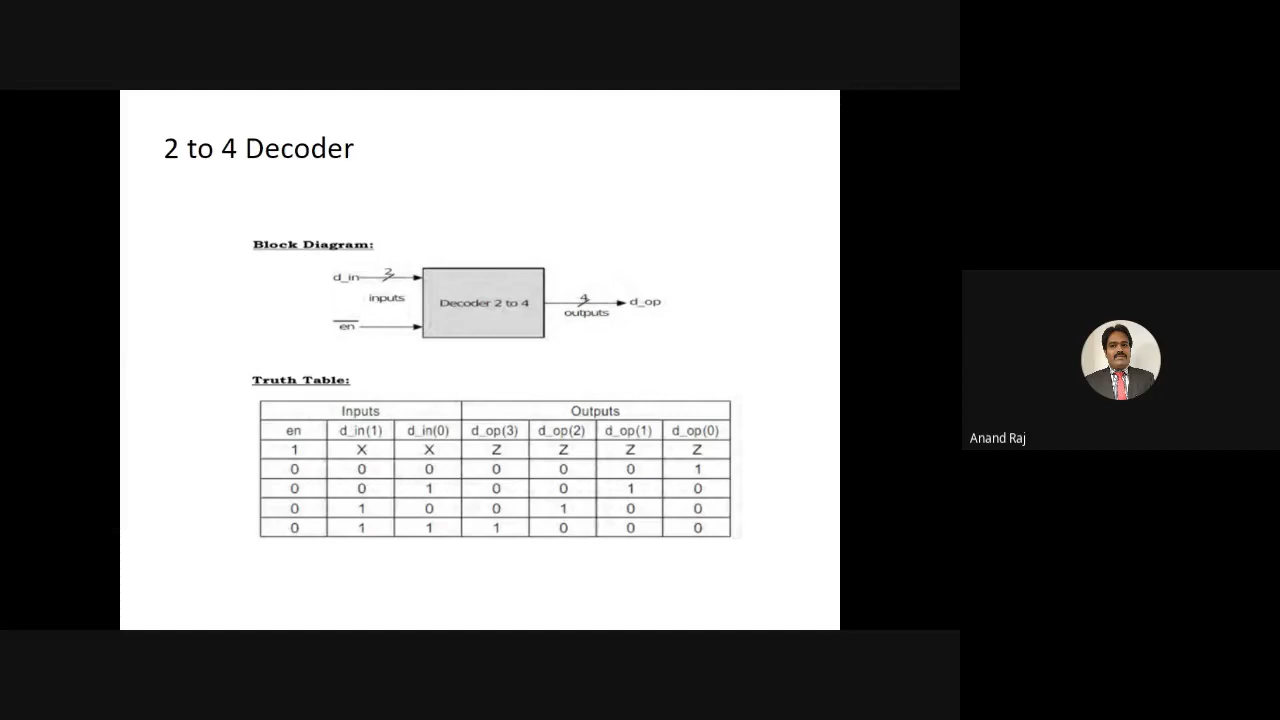 2 to 4 Decoder
Block Diagram:
d_in 2
inputs
en
Decoder 2 to 4
4 d_op
outputs
Truth Table:
Inputs Outputs
en d_in(1) d_in(0) d_op(3) d_op(2) d_op(1) d_op(0)
1 X X Z Z Z Z
0 0 0 0 0 0 1
0 0 1 0 0 1 0
0 1 0 0 1 0 0
0 1 1 1 0 0 0
Anand Raj